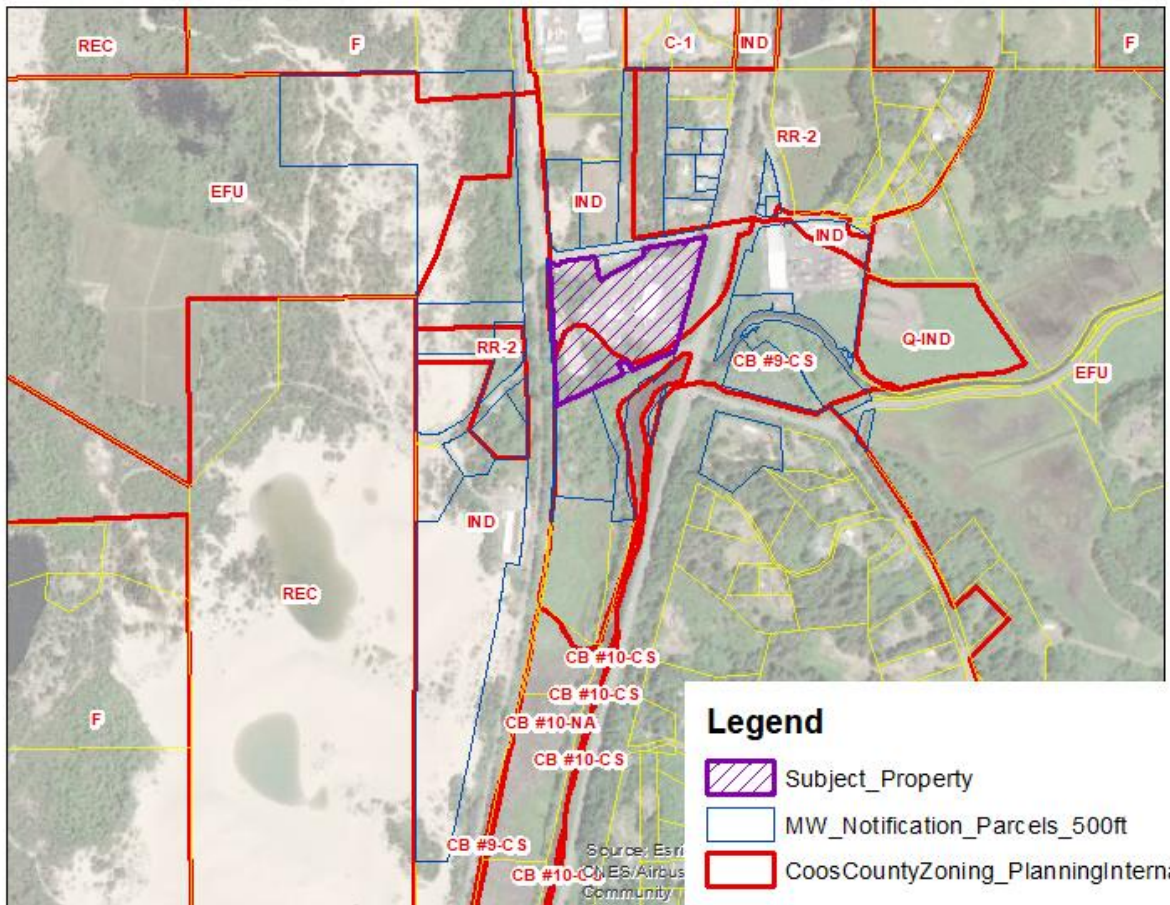 REC
F
C-1
IND
F
RR-2
EFU
IND
IND
RR-2
Q-IND
CB #9-CS
EFU
IND
REC
CB #10-CS
CB #10-CS
F
CB #10-NA
CB #10-CS
CB #9-CS
Source: Esri
CNES/Airbus
Community
Legend
Subject_Property
MW_Notification_Parcels_500ft
CoosCountyZoning_PlanningInterna